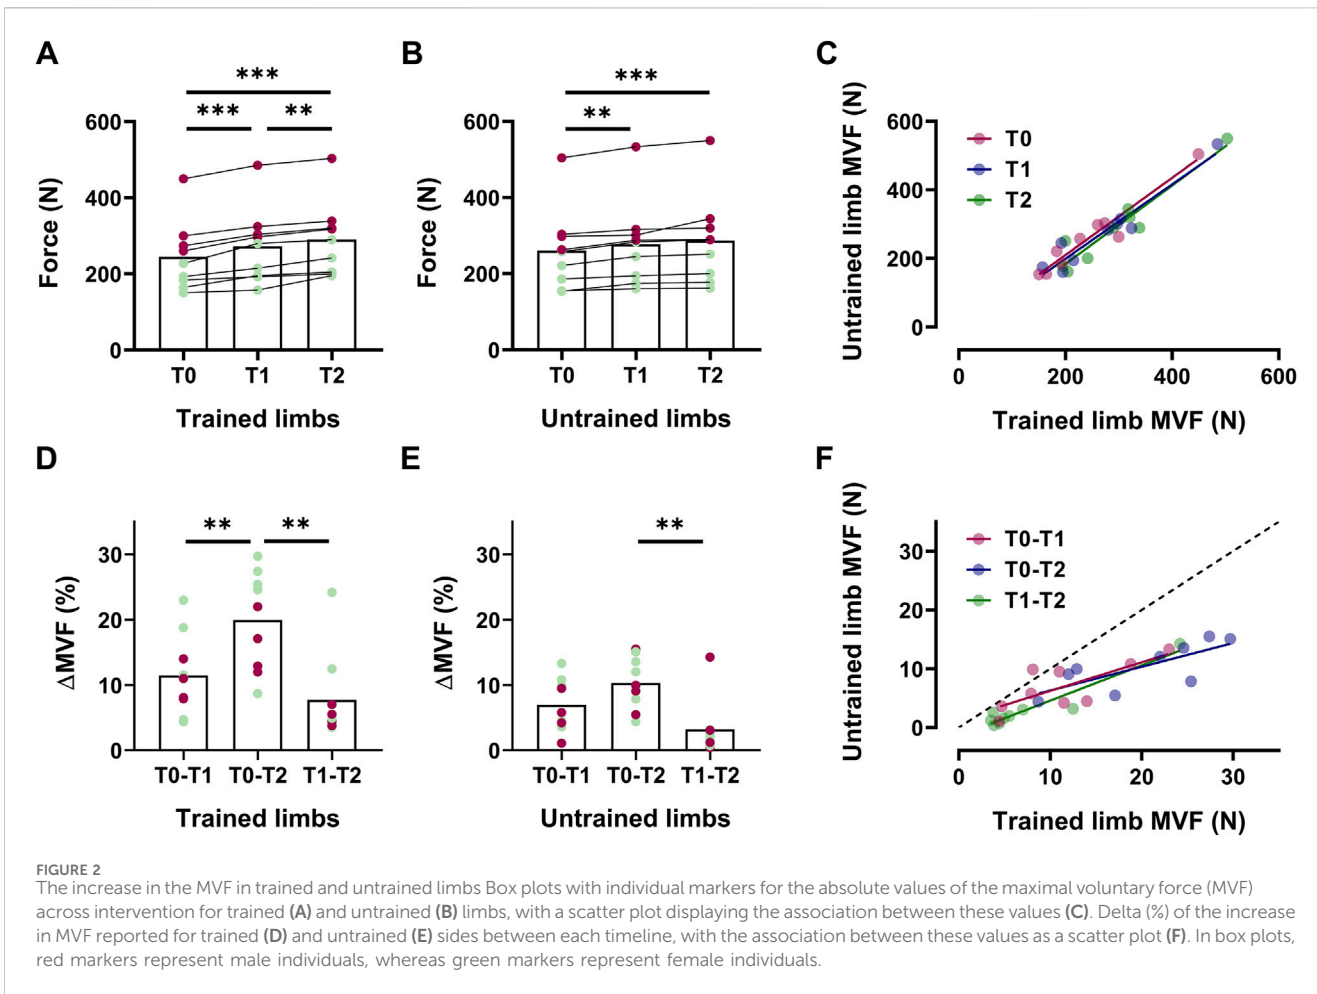 A
B
C
***
***
**
***
**
600
400
200
0
Force (N)
T0 T1 T2
Trained limbs
600
400
200
0
Force (N)
T0 T1 T2
Untrained limbs
600
400
200
0
Untrained limb MVF (N)
T0
T1
T2
0 200 400 600
Trained limb MVF (N)
D
E
F
**
**
**
30
20
10
0
ΔMVF (%)
T0-T1 T0-T2 T1-T2
Trained limbs
30
20
10
0
ΔMVF (%)
T0-T1 T0-T2 T1-T2
Untrained limbs
30
20
10
0
Untrained limb MVF (N)
T0-T1
T0-T2
T1-T2
0 10 20 30
Trained limb MVF (N)
FIGURE 2
The increase in the MVF in trained and untrained limbs Box plots with individual markers for the absolute values of the maximal voluntary force (MVF)
across intervention for trained (A) and untrained (B) limbs, with a scatter plot displaying the association between these values (C). Delta (%) of the increase
in MVF reported for trained (D) and untrained (E) sides between each timeline, with the association between these values as a scatter plot (F). In box plots,
red markers represent male individuals, whereas green markers represent female individuals.